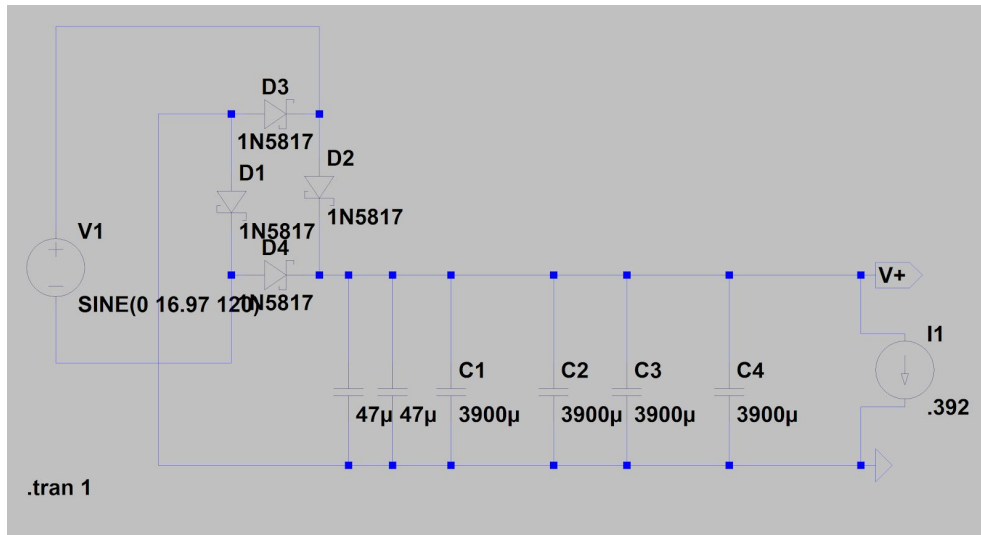 D3
1N5817
D2
D1
1N5817
1N5817
D4
1N5817
V1
SINE(0 16.97 120)
V+
I1
.392
C1
C2
C3
C4
47µ
47µ
3900µ
3900µ
3900µ
3900µ
.tran 1